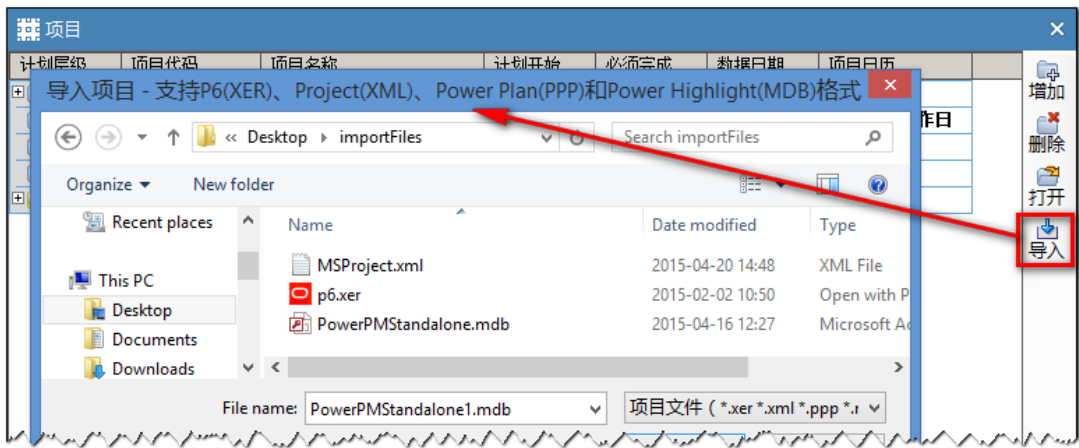 项目
计划层级 项目代码 项目名称 计划开始 必须完成 数据日期 项目日历
导入项目 - 支持P6(XER)、Project(XML)、Power Plan(PPP)和Power Highlight(MDB)格式
增加
作日
« Desktop importFiles Search importFiles
删除
Organize New folder
打开
Recent places Name Date modified Type
导入
MSProject.xml 2015-04-20 14:48 XML File
This PC
p6.xer 2015-02-02 10:50 Open with P
Desktop
PowerPMStandalone.mdb 2015-04-16 12:27 Microsoft Ac
Documents
Downloads
File name: PowerPMStandalone1.mdb 项目文件 ( *.xer *.xml *.ppp *.r